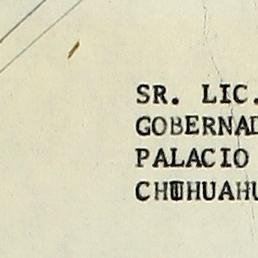 SR. LIC.
GOBERNAD
PALACIO
CHIHUAHU